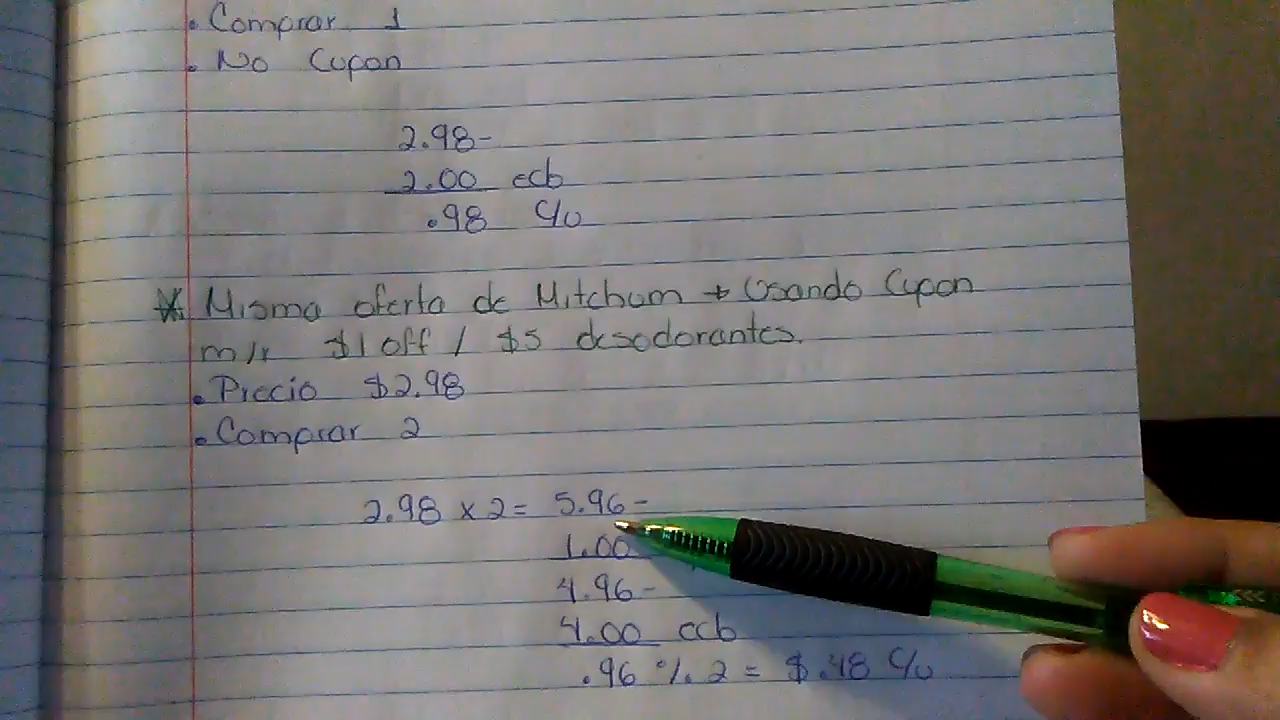 • Comprar 1
• No Cupon
2.98-
2.00 ecb
.98 c/u
* Misma oferta de Mitchum + Usando Cupon
m/r $1 off / $5 desodorantes.
• Precio $2.98
• Comprar 2
2.98 x 2 = 5.96-
1.00
4.96-
4.00 ecb
.96 %. 2 = $.48 c/u